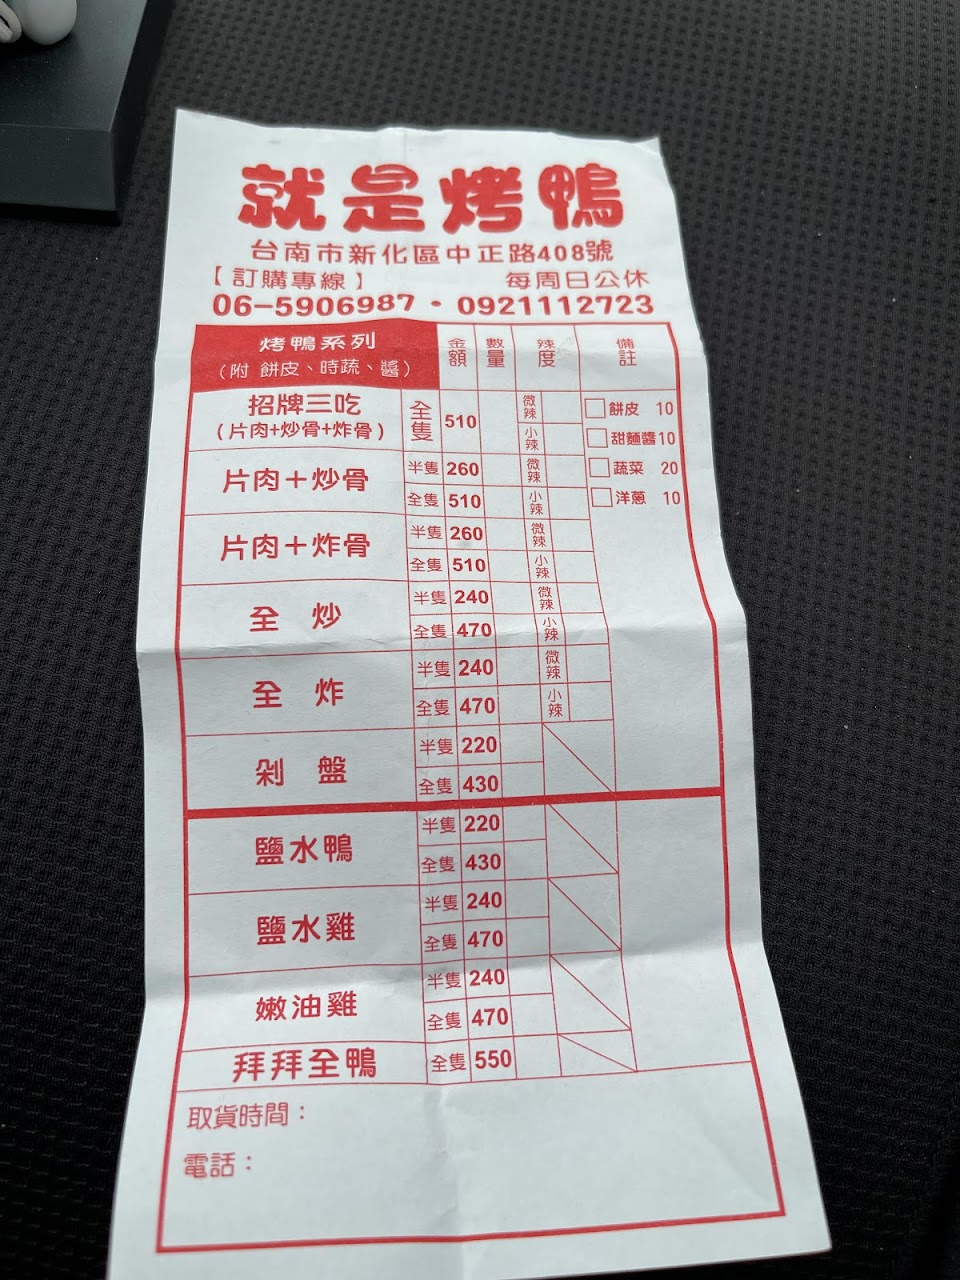 就是烤鴨
台南市新化區中正路408號
【訂購專線】 每周日公休
06-5906987・0921112723
烤鴨系列 金額 數量 辣度 備註
(附 餅皮、時蔬、醬)
招牌三吃 全隻 510 微辣 小辣
(片肉+炒骨+炸骨)
□餅皮 10
□甜麵醬10
□蔬菜 20
□洋蔥 10
片肉+炒骨 半隻 260 微辣
全隻 510 小辣
片肉+炸骨 半隻 260 微辣
全隻 510 小辣
全炒 半隻 240 微辣
全隻 470 小辣
全炸 半隻 240 微辣
全隻 470 小辣
剁盤 半隻 220
全隻 430
鹽水鴨 半隻 220
全隻 430
鹽水雞 半隻 240
全隻 470
嫩油雞 半隻 240
全隻 470
拜拜全鴨 全隻 550
取貨時間：
電話：